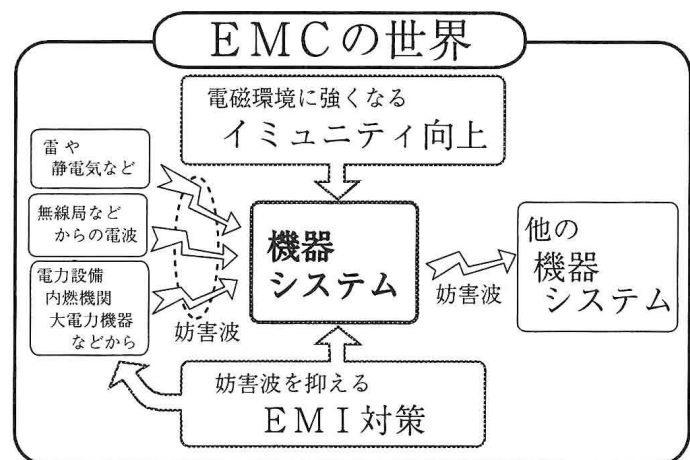 EMCの世界
電磁環境に強くなる
イミュニティ向上
雷や
静電気など
無線局など
からの電波
電力設備
内燃機関
大電力機器
などから
妨害波
機器
システム
妨害波
他の
機器
システム
妨害波を抑える
EMI対策